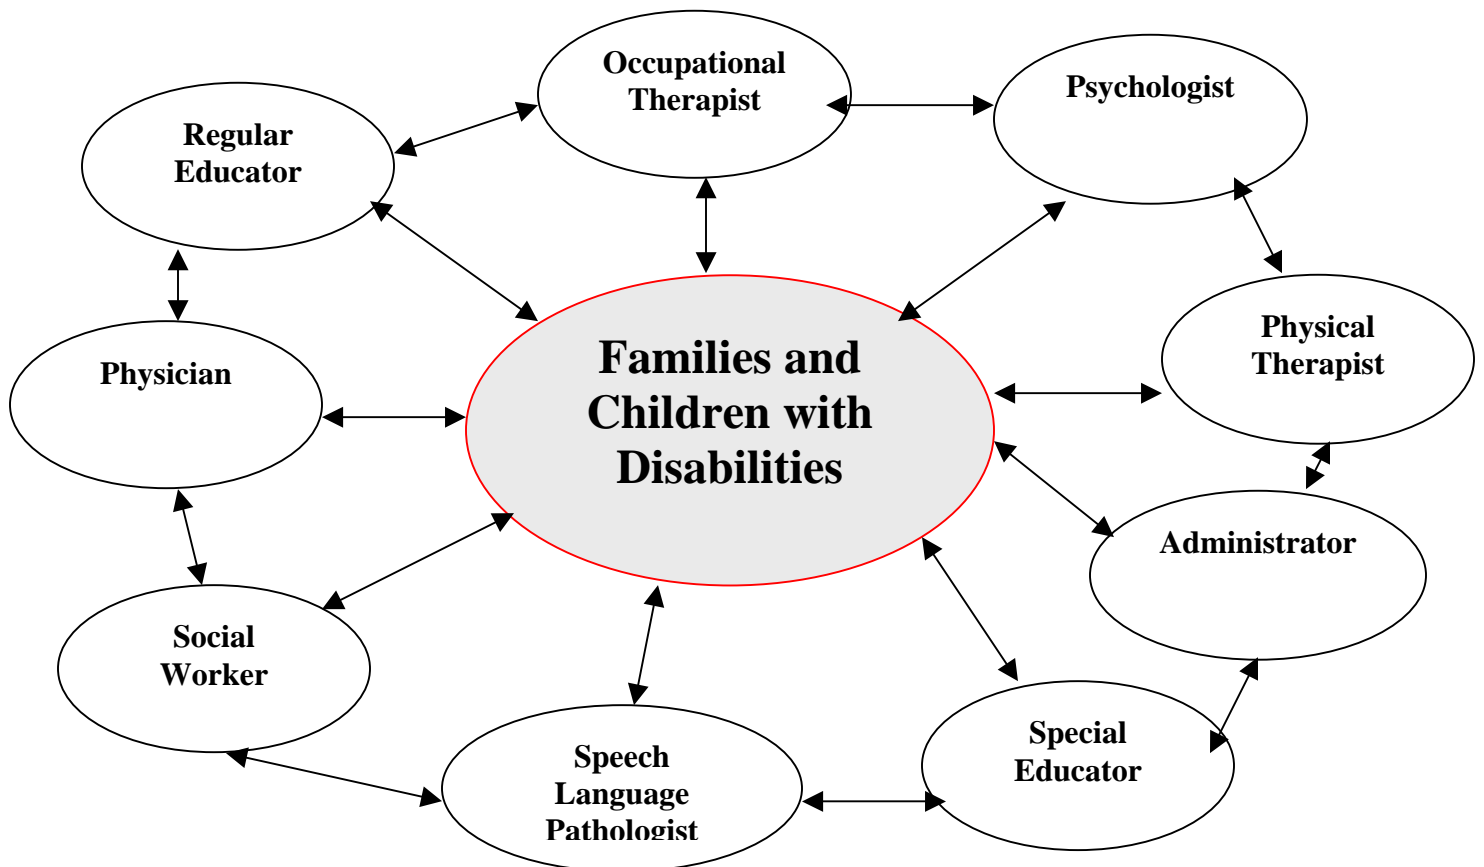 Occupational
Therapist
Psychologist
Regular
Educator
Physical
Therapist
Families and
Children with
Disabilities
Physician
Administrator
Social
Worker
Special
Educator
Speech
Language
Pathologist